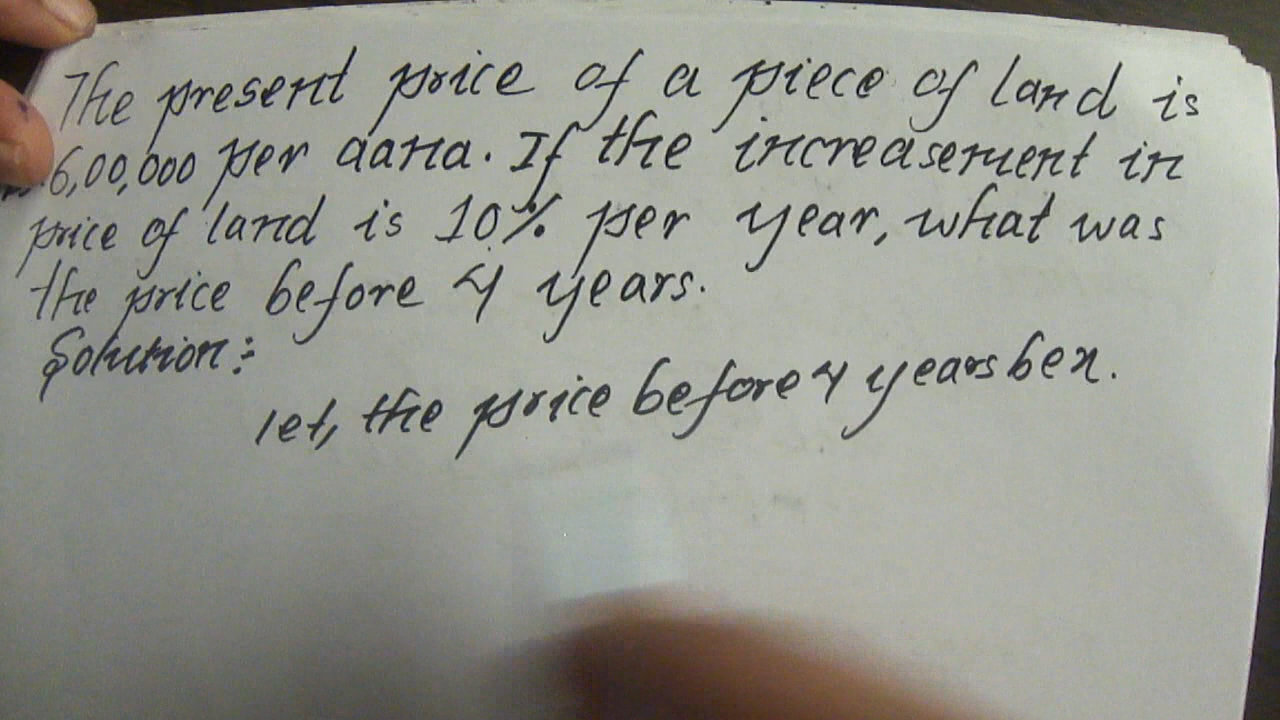 The present price of a piece of land is
6,00,000 per aana. If the increasement in
price of land is 10% per year, what was
the price before 4 years.
Solution:-
let, the price before 4 years be x.